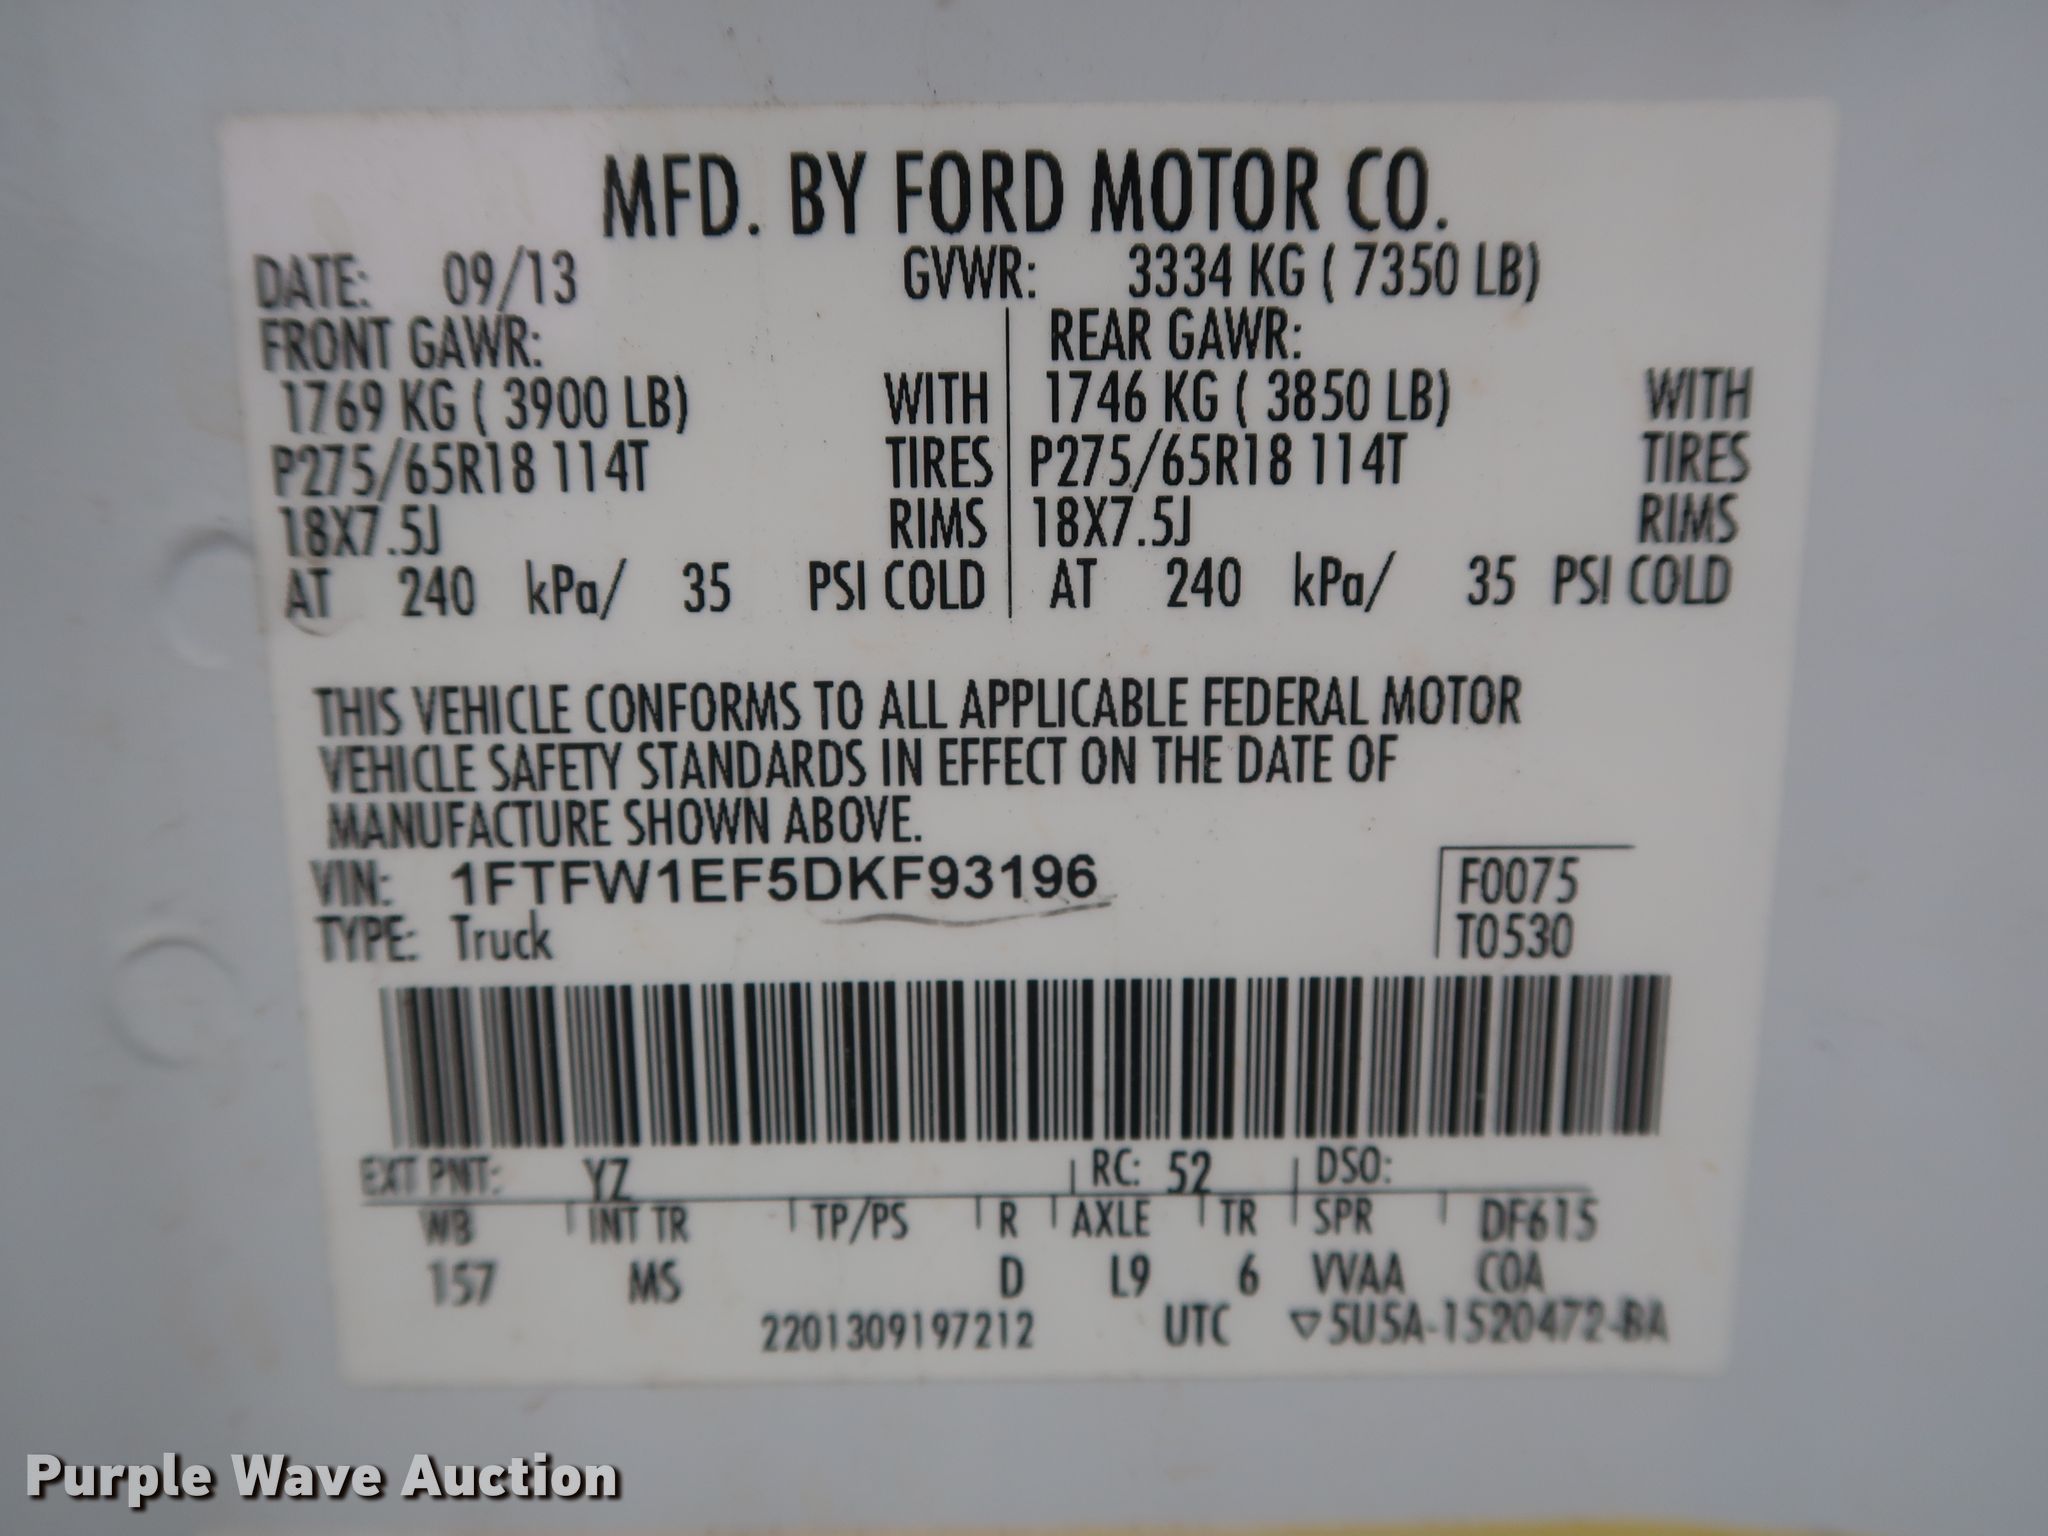 MFD. BY FORD MOTOR CO.
DATE: 09/13 GVWR: 3334 KG ( 7350 LB)
FRONT GAWR: REAR GAWR:
1769 KG ( 3900 LB) WITH 1746 KG ( 3850 LB) WITH
P275/65R18 114T TIRES P275/65R18 114T TIRES
18X7.5J RIMS 18X7.5J RIMS
AT 240 kPa/ 35 PSI COLD AT 240 kPa/ 35 PSI COLD
THIS VEHICLE CONFORMS TO ALL APPLICABLE FEDERAL MOTOR
VEHICLE SAFETY STANDARDS IN EFFECT ON THE DATE OF
MANUFACTURE SHOWN ABOVE.
VIN: 1FTFW1EF5DKF93196 F0075
TYPE: Truck T0530
EXT PNT: YZ RC: 52 DSO:
WB INT TR TP/PS R AXLE TR SPR DF615
157 MS D L9 6 VVAA COA
2201309197212 UTC ▽5U5A-1520472-BA
Purple Wave Auction